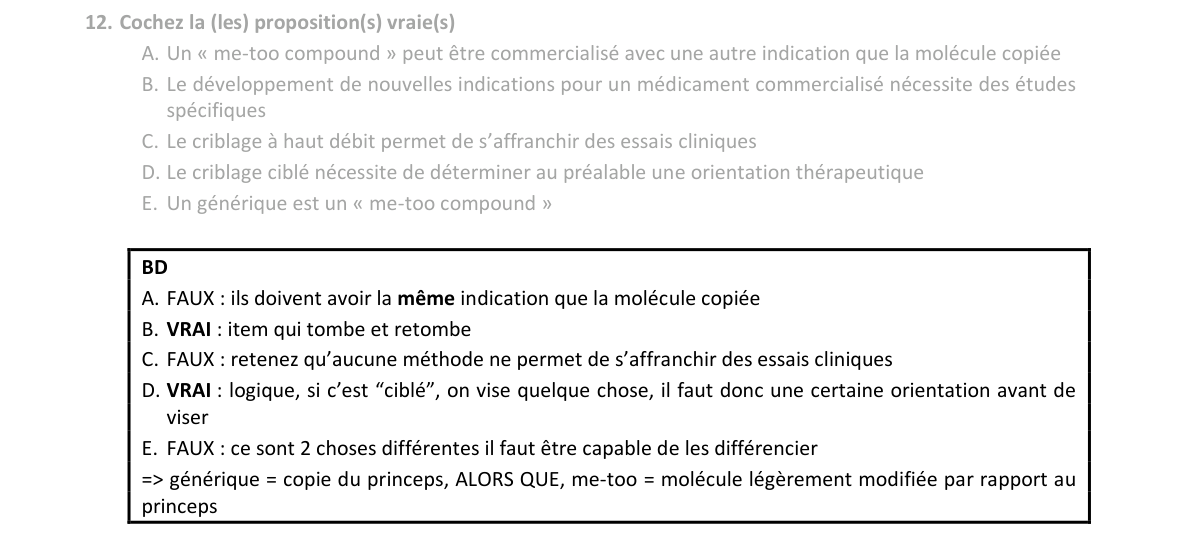 12. Cochez la (les) proposition(s) vraie(s)
A. Un « me-too compound » peut être commercialisé avec une autre indication que la molécule copiée
B. Le développement de nouvelles indications pour un médicament commercialisé nécessite des études
spécifiques
C. Le criblage à haut débit permet de s’affranchir des essais cliniques
D. Le criblage ciblé nécessite de déterminer au préalable une orientation thérapeutique
E. Un générique est un « me-too compound »
BD
A. FAUX : ils doivent avoir la même indication que la molécule copiée
B. VRAI : item qui tombe et retombe
C. FAUX : retenez qu’aucune méthode ne permet de s’affranchir des essais cliniques
D. VRAI : logique, si c’est “ciblé”, on vise quelque chose, il faut donc une certaine orientation avant de
viser
E. FAUX : ce sont 2 choses différentes il faut être capable de les différencier
=> générique = copie du princeps, ALORS QUE, me-too = molécule légèrement modifiée par rapport au
princeps